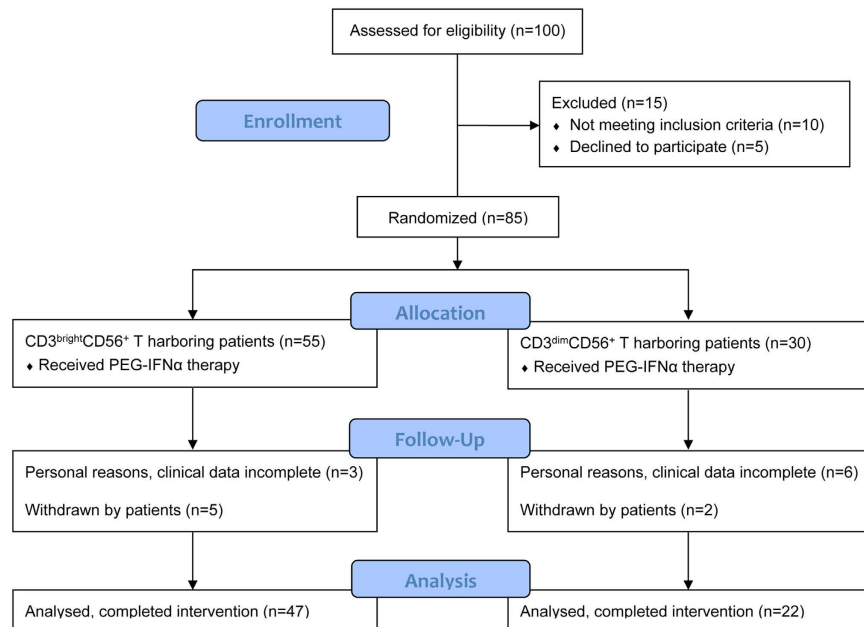 Assessed for eligibility (n=100)
Enrollment
Excluded (n=15)
♦ Not meeting inclusion criteria (n=10)
♦ Declined to participate (n=5)
Randomized (n=85)
Allocation
CD3ᵇʳⁱᵍʰᵗCD56⁺ T harboring patients (n=55)
♦ Received PEG-IFNα therapy
CD3ᵈⁱᵐCD56⁺ T harboring patients (n=30)
♦ Received PEG-IFNα therapy
Follow-Up
Personal reasons, clinical data incomplete (n=3)
Withdrawn by patients (n=5)
Personal reasons, clinical data incomplete (n=6)
Withdrawn by patients (n=2)
Analysis
Analysed, completed intervention (n=47)
Analysed, completed intervention (n=22)